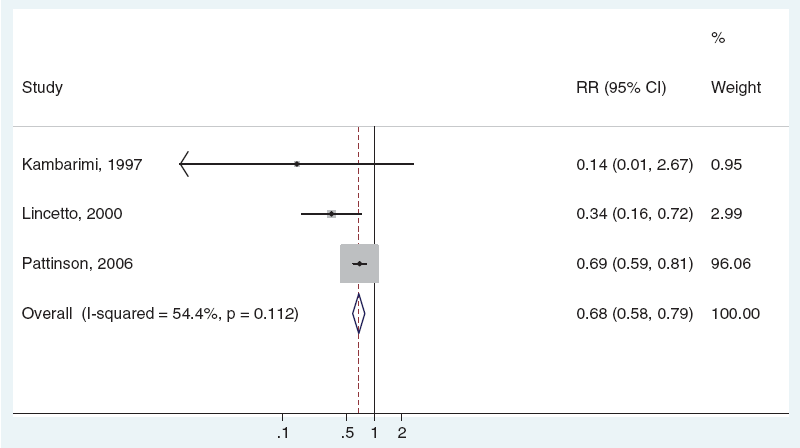 %
Study RR (95% CI) Weight
Kambarimi, 1997 0.14 (0.01, 2.67) 0.95
Lincetto, 2000 0.34 (0.16, 0.72) 2.99
Pattinson, 2006 0.69 (0.59, 0.81) 96.06
Overall (I-squared = 54.4%, p = 0.112) 0.68 (0.58, 0.79) 100.00
.1 .5 1 2